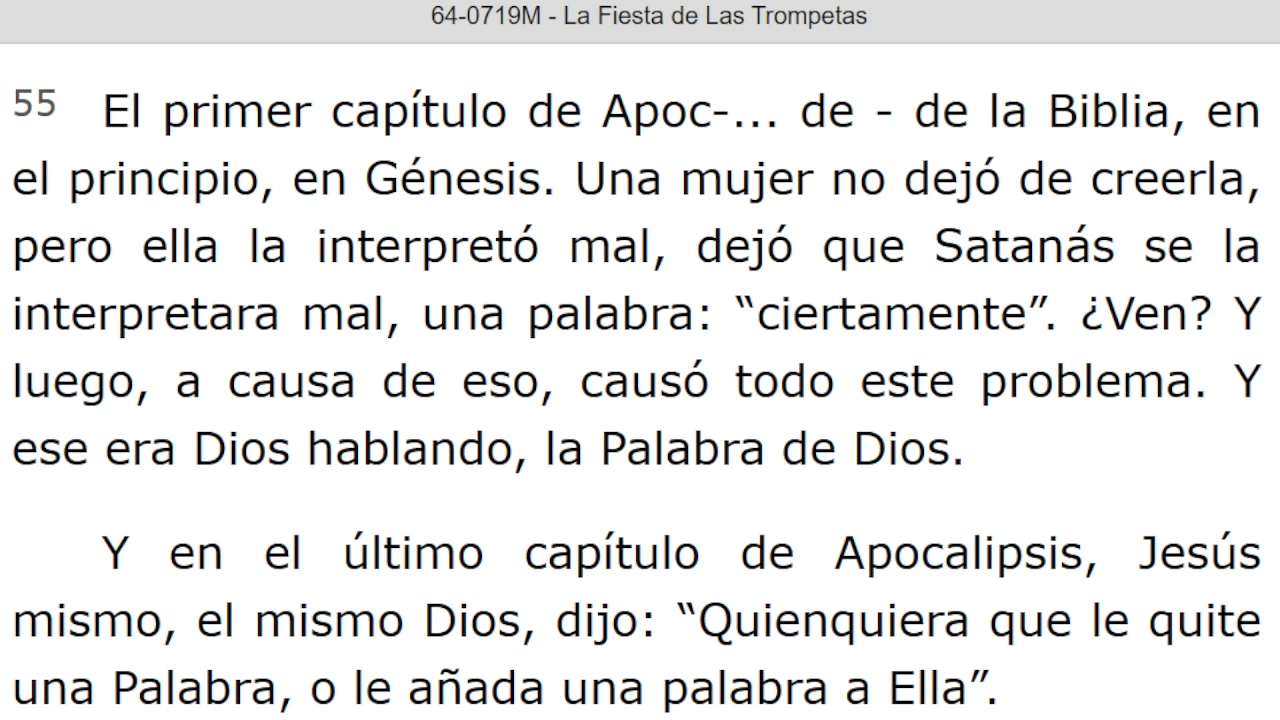 64-0719M - La Fiesta de Las Trompetas
55 El primer capítulo de Apoc-... de - de la Biblia, en
el principio, en Génesis. Una mujer no dejó de creerla,
pero ella la interpretó mal, dejó que Satanás se la
interpretara mal, una palabra: “ciertamente”. ¿Ven? Y
luego, a causa de eso, causó todo este problema. Y
ese era Dios hablando, la Palabra de Dios.
Y en el último capítulo de Apocalipsis, Jesús
mismo, el mismo Dios, dijo: “Quienquiera que le quite
una Palabra, o le añada una palabra a Ella”.